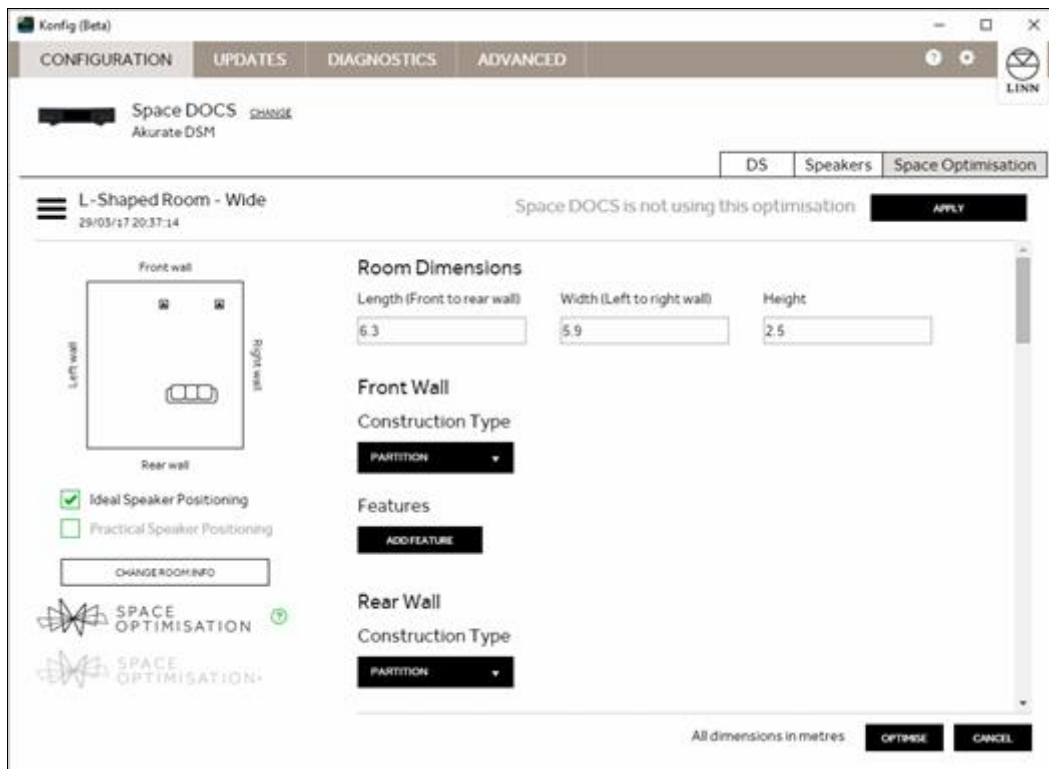 Konfig (Beta)
CONFIGURATION UPDATES DIAGNOSTICS ADVANCED
LINN
Space DOCS CHANGE
Akurate DSM
DS Speakers Space Optimisation
L-Shaped Room - Wide
29/03/17 20:37:14
Space DOCS is not using this optimisation APPLY
Front wall
Left wall
Right wall
Rear wall
Ideal Speaker Positioning
Practical Speaker Positioning
CHANGE ROOM INFO
SPACE
OPTIMISATION
SPACE
OPTIMISATION+
Room Dimensions
Length (Front to rear wall) Width (Left to right wall) Height
6.3 5.9 2.5
Front Wall
Construction Type
PARTITION
Features
ADD FEATURE
Rear Wall
Construction Type
PARTITION
All dimensions in metres OPTIMISE CANCEL